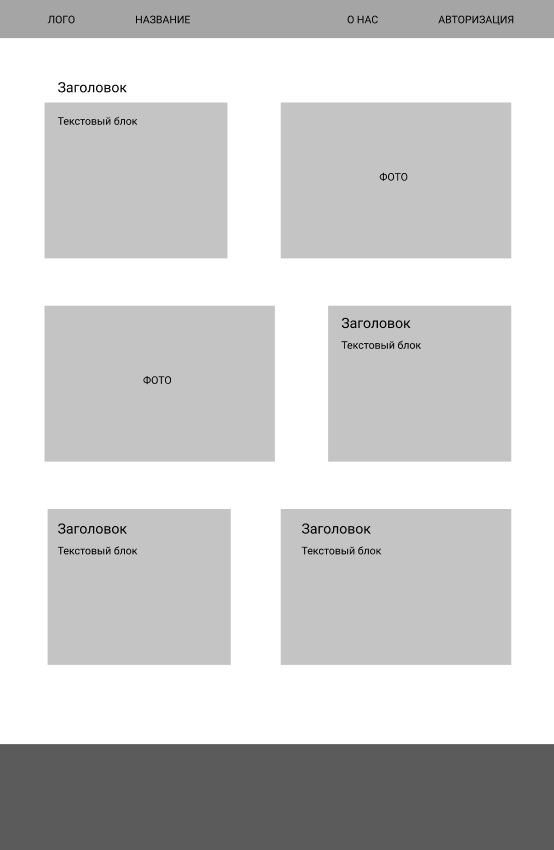 ЛОГО
НАЗВАНИЕ
О НАС
АВТОРИЗАЦИЯ
Заголовок
Текстовый блок
ФОТО
ФОТО
Заголовок
Текстовый блок
Заголовок
Текстовый блок
Заголовок
Текстовый блок